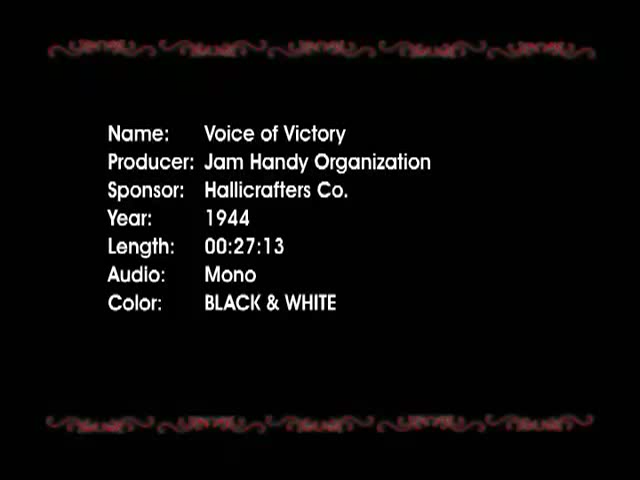 Name: Voice of Victory
Producer: Jam Handy Organization
Sponsor: Hallicrafters Co.
Year: 1944
Length: 00:27:13
Audio: Mono
Color: BLACK & WHITE